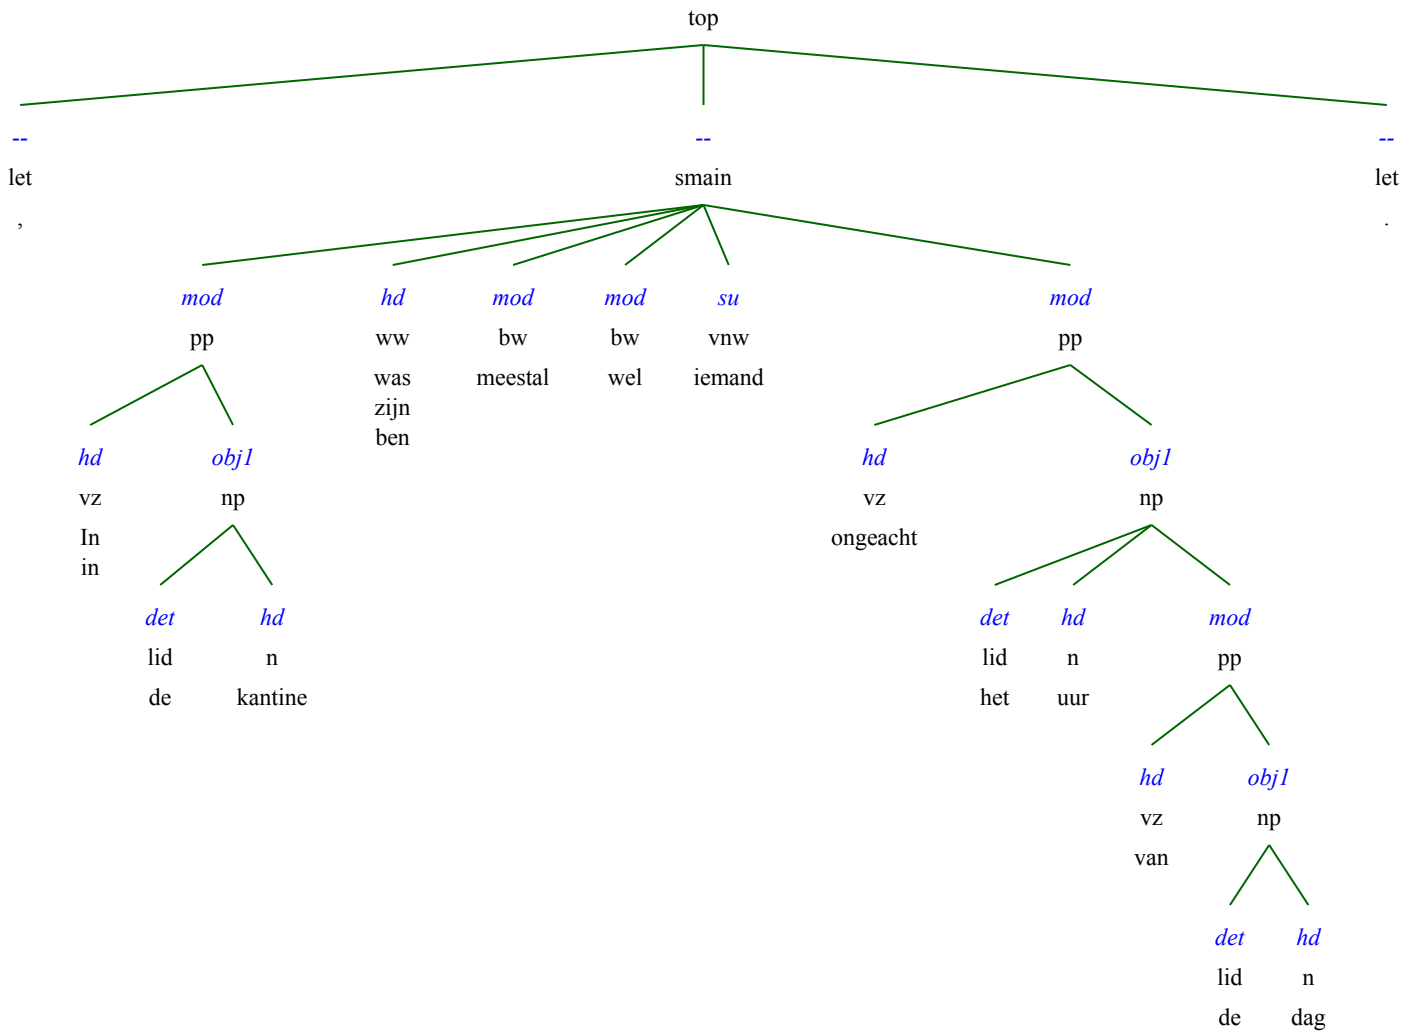 top
-- -- --
let smain let
, .
mod hd mod mod su mod
pp ww bw bw vnw pp
was meestal wel iemand
zijn
ben
hd obj1 hd obj1
vz np vz np
In ongeacht
in
det hd det hd mod
lid n lid n pp
de kantine het uur
hd obj1
vz np
van
det hd
lid n
de dag